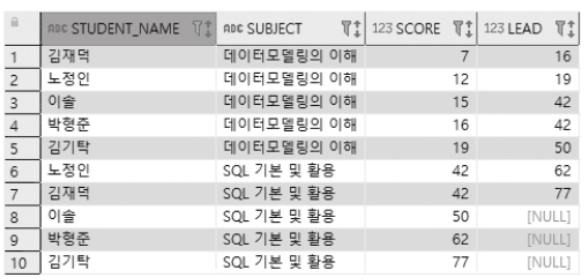 ABC STUDENT_NAME ABC SUBJECT 123 SCORE 123 LEAD
1 김재덕 데이터모델링의 이해 7 16
2 노정인 데이터모델링의 이해 12 19
3 이솔 데이터모델링의 이해 15 42
4 박형준 데이터모델링의 이해 16 42
5 김기탁 데이터모델링의 이해 19 50
6 노정인 SQL 기본 및 활용 42 62
7 김재덕 SQL 기본 및 활용 42 77
8 이솔 SQL 기본 및 활용 50 [NULL]
9 박형준 SQL 기본 및 활용 62 [NULL]
10 김기탁 SQL 기본 및 활용 77 [NULL]